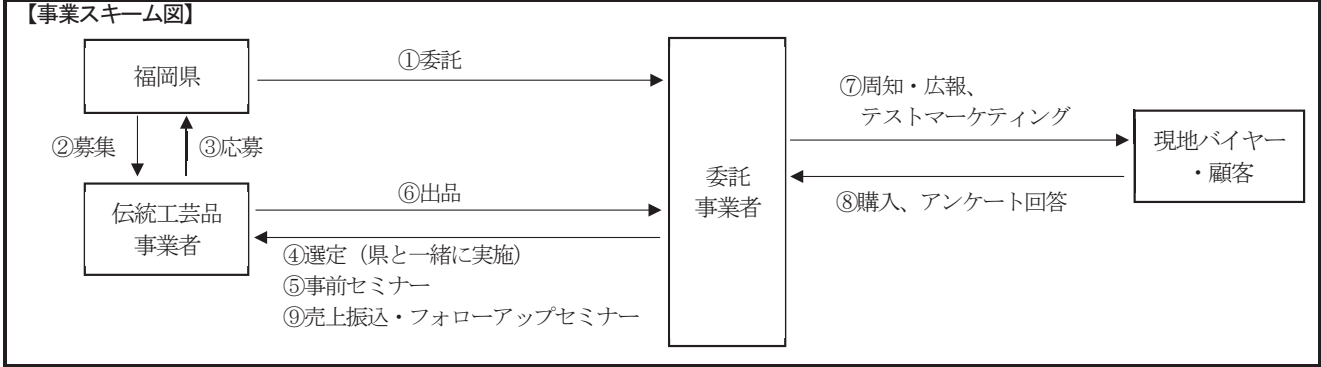 【事業スキーム図】
福岡県
①委託
②募集
③応募
伝統工芸品
事業者
⑥出品
④選定（県と一緒に実施）
⑤事前セミナー
⑨売上振込・フォローアップセミナー
委託
事業者
⑦周知・広報、
テストマーケティング
⑧購入、アンケート回答
現地バイヤー
・顧客